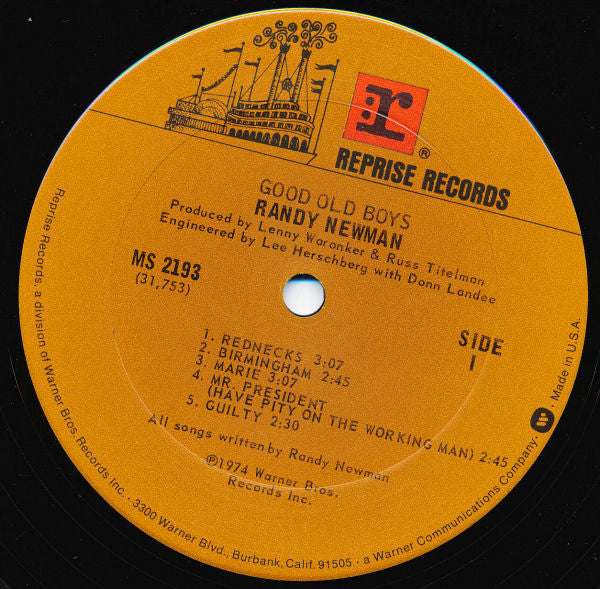 r
®
REPRISE RECORDS
GOOD OLD BOYS
RANDY NEWMAN
Produced by Lenny Waronker & Russ Titelman
Engineered by Lee Herschberg with Donn Landee
MS 2193
(31,753)
SIDE
1
1. REDNECKS 3:07
2. BIRMINGHAM 2:45
3. MARIE 3:07
4. MR. PRESIDENT
(HAVE PITY ON THE WORKING MAN) 2:45
5. GUILTY 2:30
All songs written by Randy Newman
℗1974 Warner Bros.
Records Inc.
Reprise Records, a division of Warner Bros. Records Inc. · 3300 Warner Blvd., Burbank, Calif. 91505 · a Warner Communications Company · Made in U.S.A.